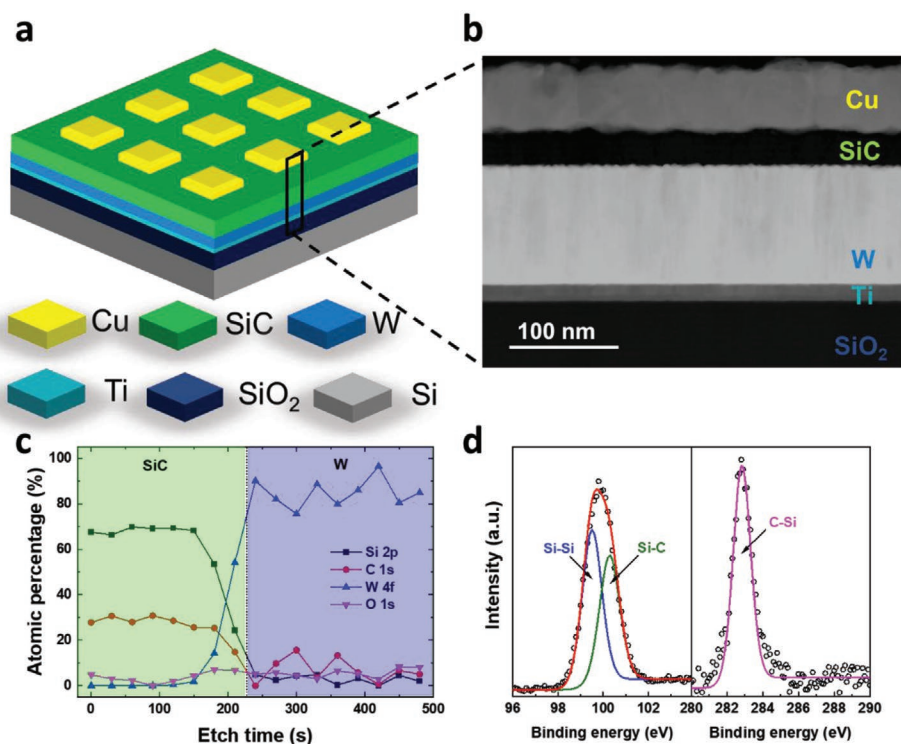 a
b
Cu
SiC
W
Ti
SiO2
100 nm
Cu
SiC
W
Ti
SiO2
Si
c
Atomic percentage (%)
100
80
60
40
20
0
SiC
W
Si 2p
C 1s
W 4f
O 1s
0
100
200
300
400
500
Etch time (s)
d
Intensity (a.u.)
Si-Si
Si-C
C-Si
96
98
100
102
280
282
284
286
288
290
Binding energy (eV)
Binding energy (eV)